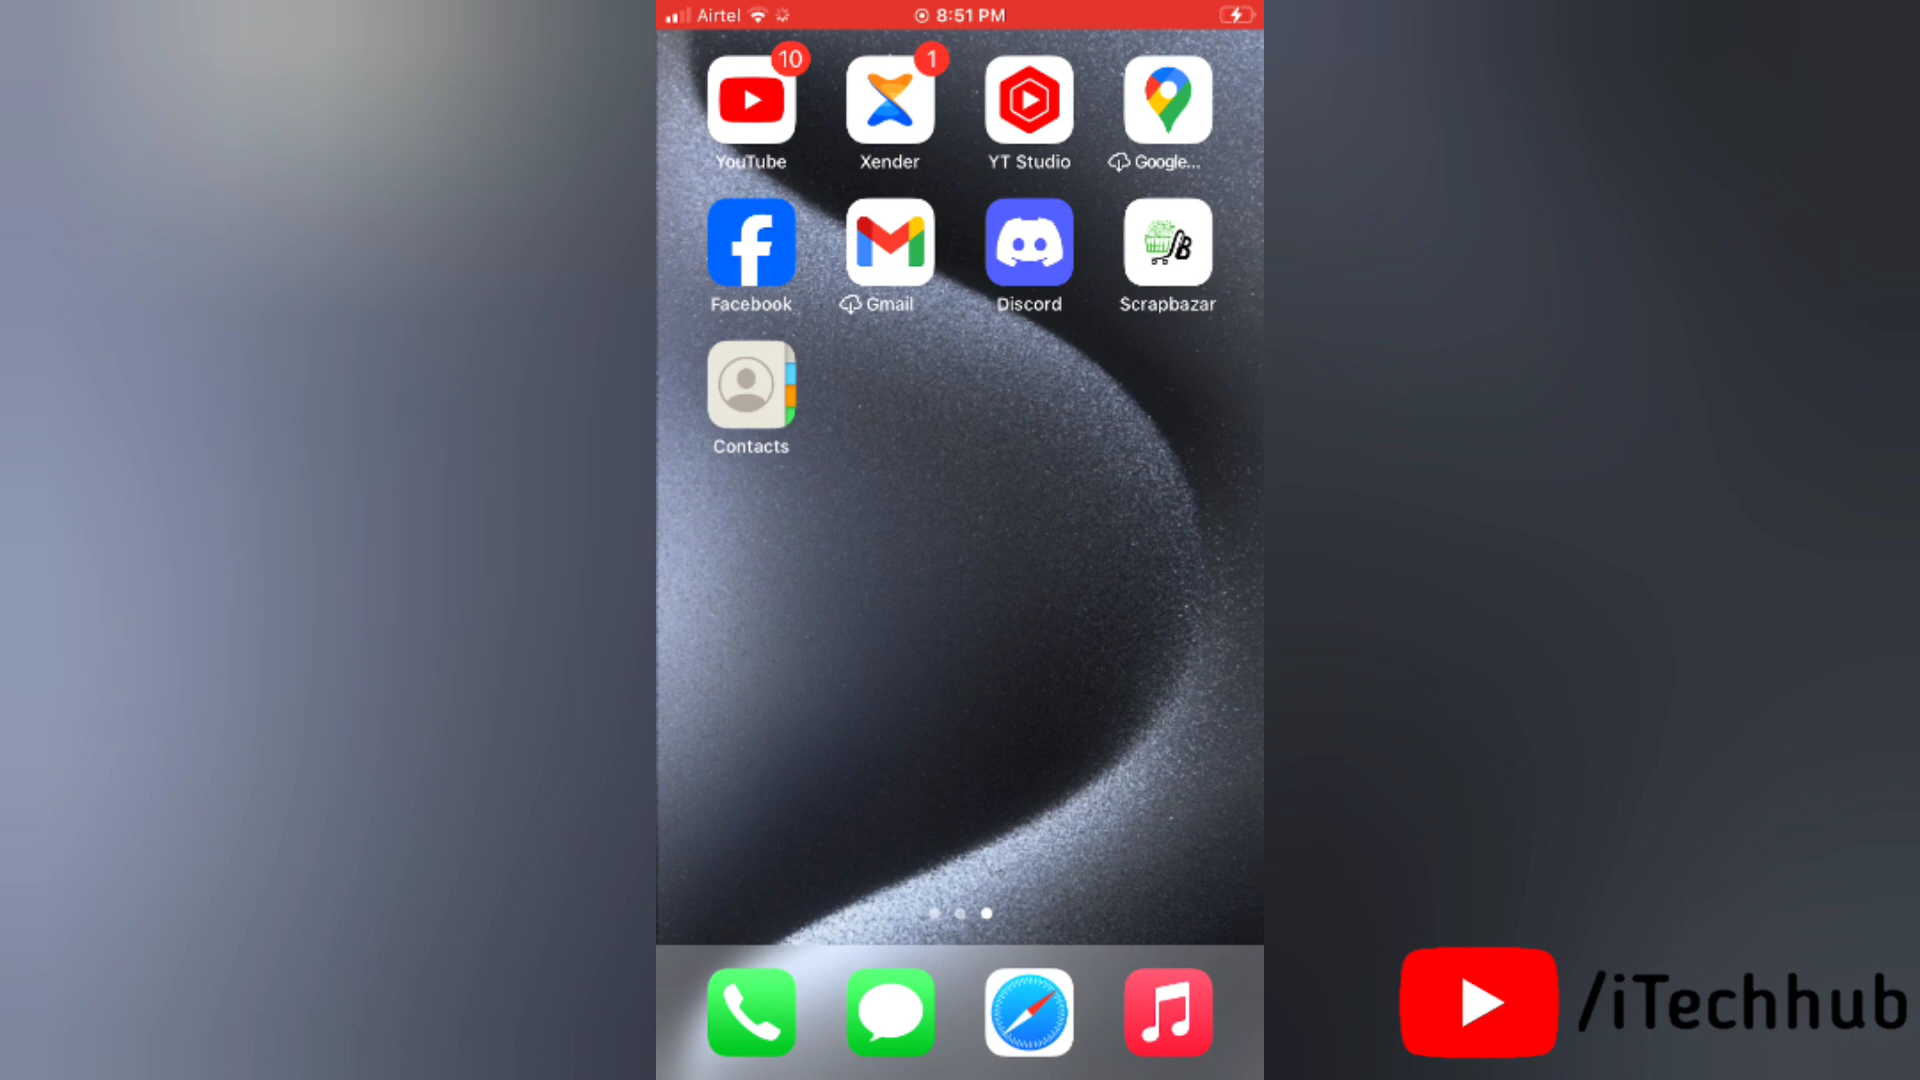 Airtel 8:51 PM
10 1
YouTube Xender YT Studio Google...
B
Facebook Gmail Discord Scrapbazar
Contacts
/iTechhub